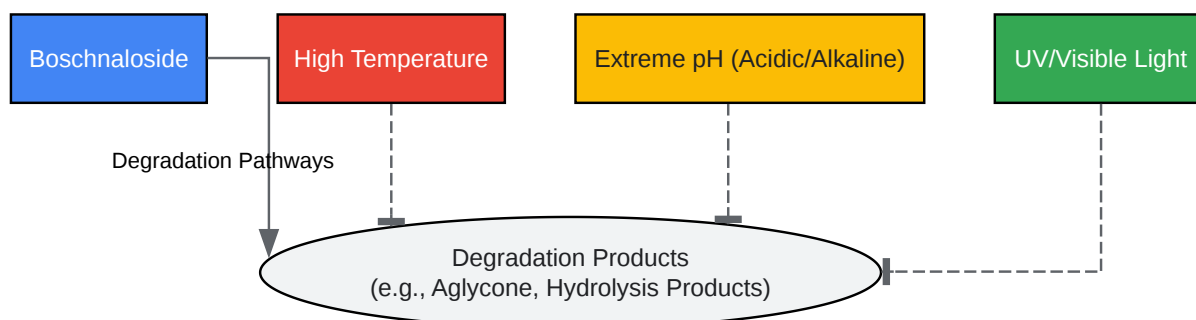 Boschnaloside
High Temperature
Extreme pH (Acidic/Alkaline)
UV/Visible Light
Degradation Pathways
Degradation Products
(e.g., Aglycone, Hydrolysis Products)